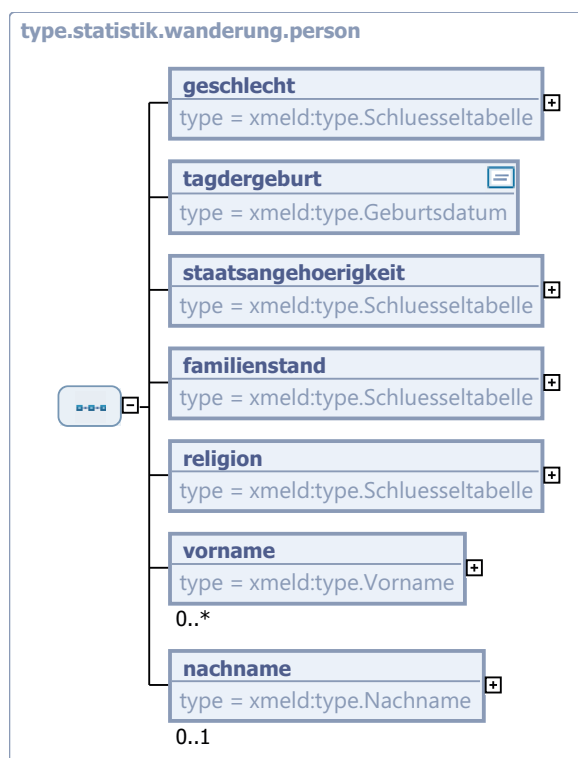 type.statistik.wanderung.person
geschlecht
type = xmeld:type.Schluesseltabelle
tagdergeburt
type = xmeld:type.Geburtsdatum
staatsangehoerigkeit
type = xmeld:type.Schluesseltabelle
familienstand
type = xmeld:type.Schluesseltabelle
religion
type = xmeld:type.Schluesseltabelle
vorname
type = xmeld:type.Vorname
0..*
nachname
type = xmeld:type.Nachname
0..1